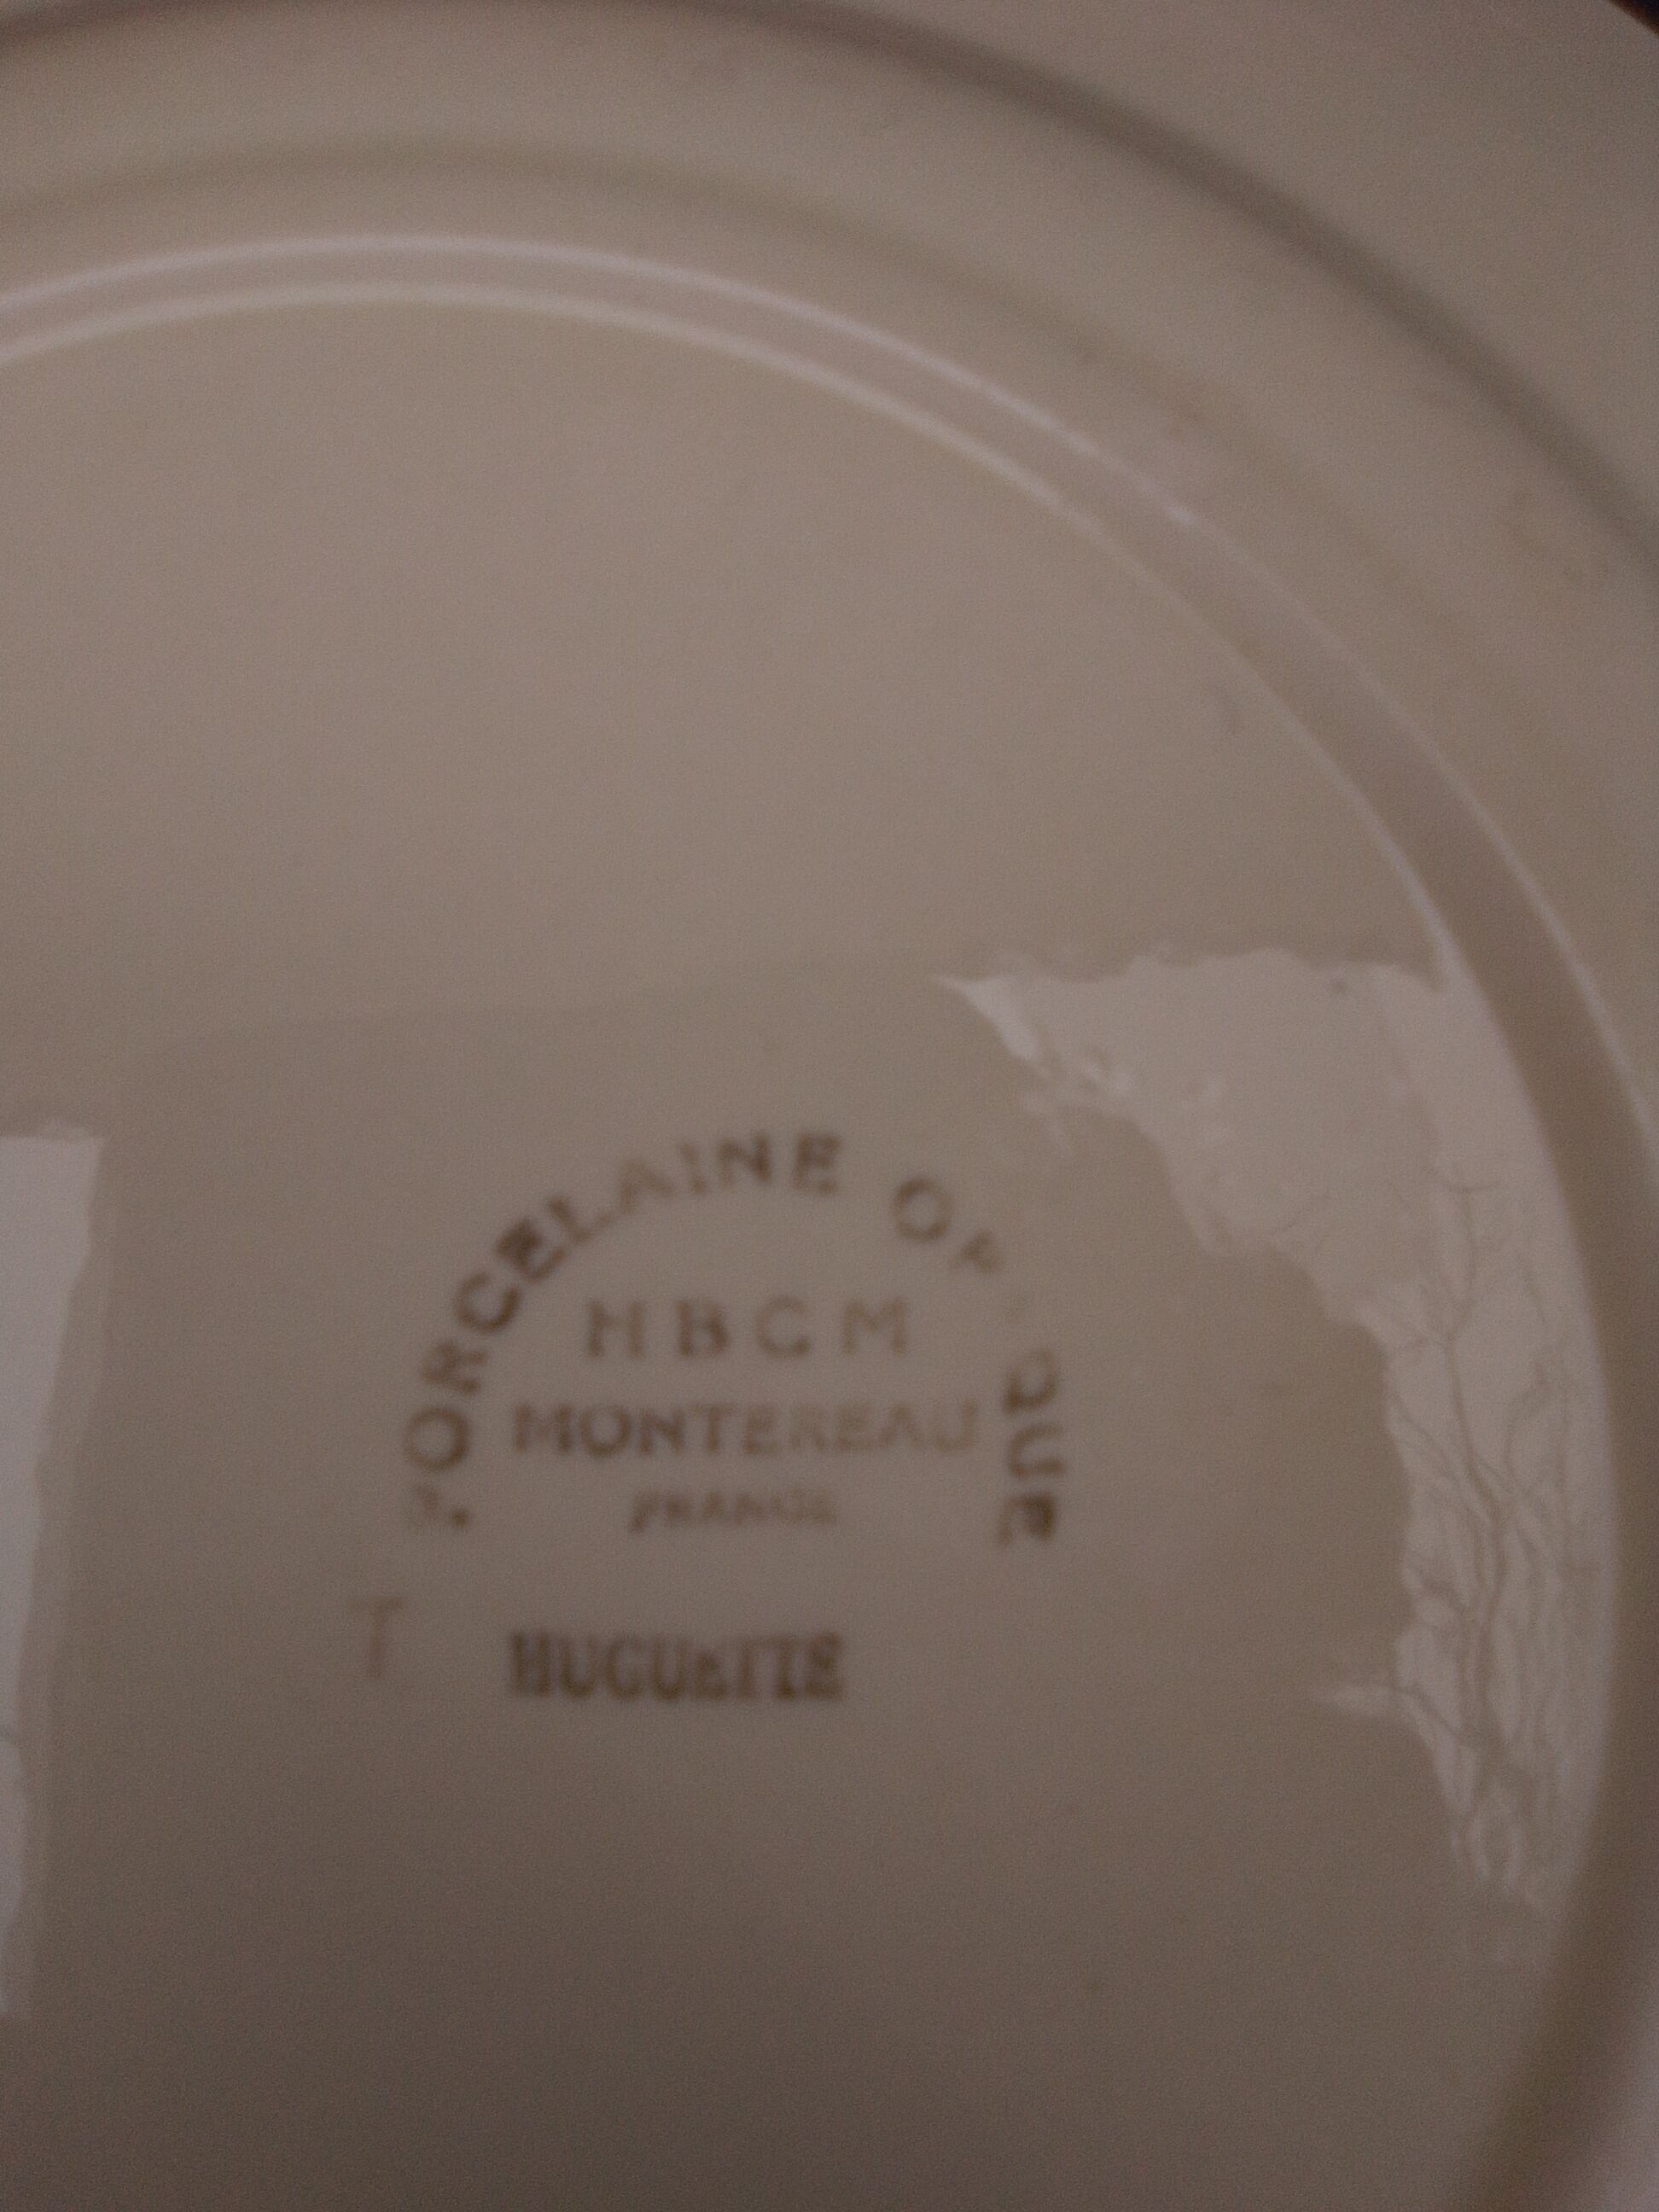 PORCELAINE OPAQUE
HBCM
MONTEREAU
FRANCE
T
HUGUETTE